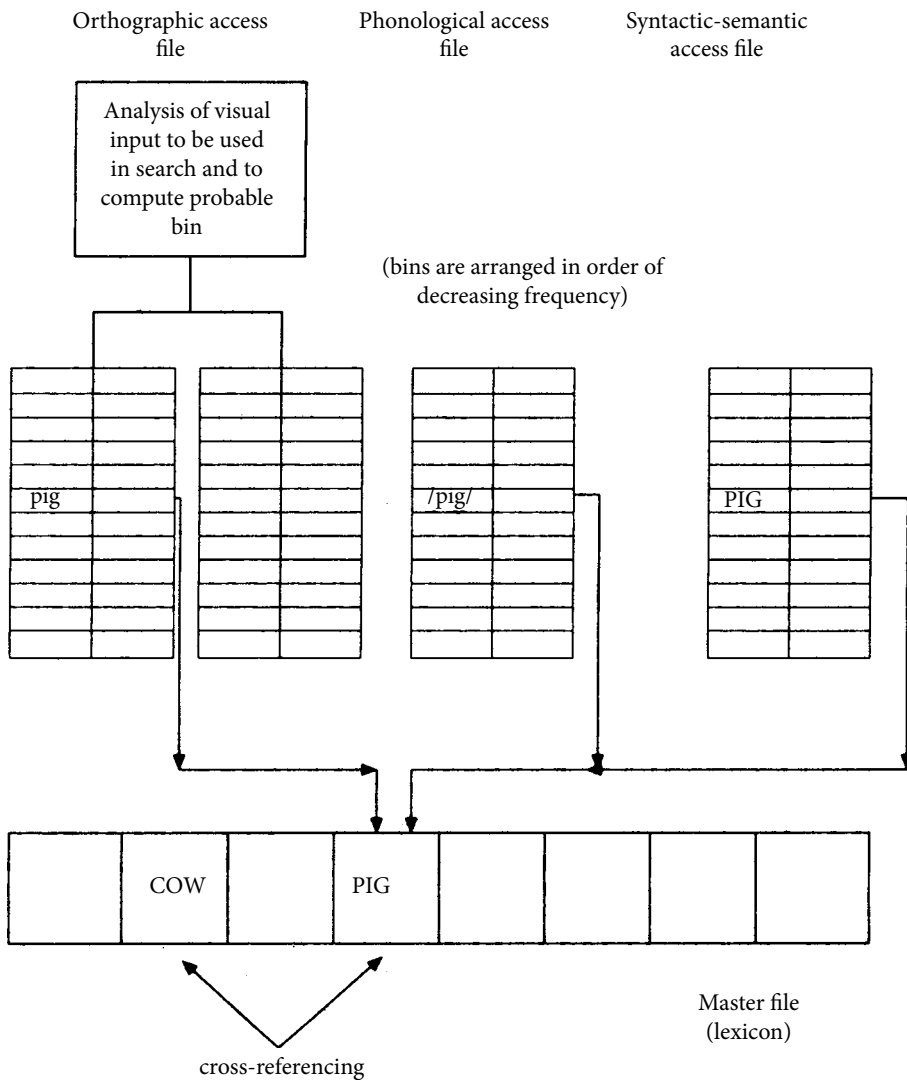 Orthographic access
file
Phonological access
file
Syntactic-semantic
access file
Analysis of visual
input to be used
in search and to
compute probable
bin
(bins are arranged in order of
decreasing frequency)
pig
/pig/
PIG
COW
PIG
Master file
(lexicon)
cross-referencing